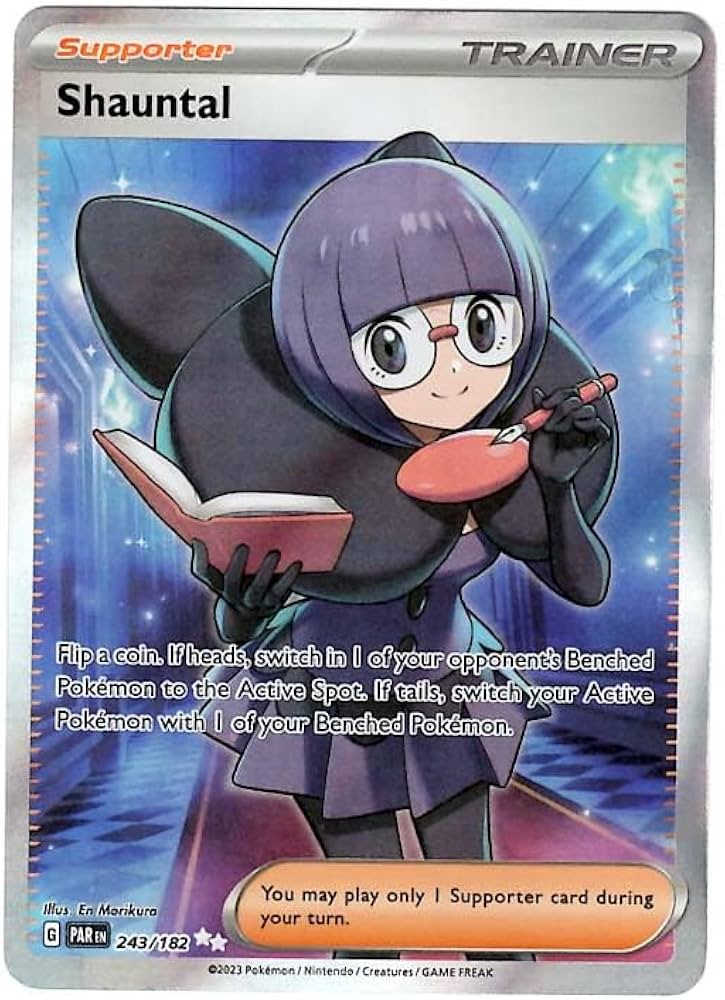 Supporter
TRAINER
Shauntal
Flip a coin. If heads, switch in 1 of your opponent's Benched
Pokémon to the Active Spot. If tails, switch your Active
Pokémon with 1 of your Benched Pokémon.
You may play only 1 Supporter card during
your turn.
Illus. En Morikura
G PAR EN 243/182
©2023 Pokémon / Nintendo / Creatures / GAME FREAK